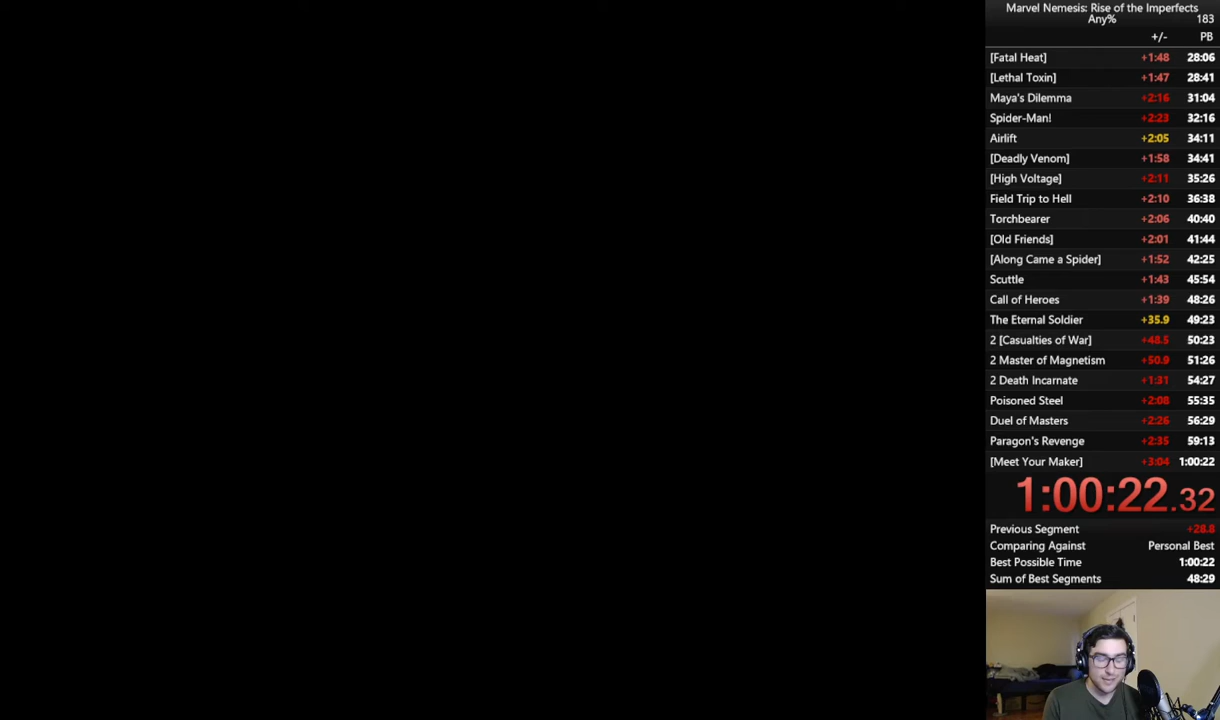 Marvel Nemesis: Rise of the Imperfects
Any% 183
+/- PB
[Fatal Heat] +1:48 28:06
[Lethal Toxin] +1:47 28:41
Maya's Dilemma +2:16 31:04
Spider-Man! +2:23 32:16
Airlift +2:05 34:11
[Deadly Venom] +1:58 34:41
[High Voltage] +2:11 35:26
Field Trip to Hell +2:10 36:38
Torchbearer +2:06 40:40
[Old Friends] +2:01 41:44
[Along Came a Spider] +1:52 42:25
Scuttle +1:43 45:54
Call of Heroes +1:39 48:26
The Eternal Soldier +35.9 49:23
2 [Casualties of War] +48.5 50:23
2 Master of Magnetism +50.9 51:26
2 Death Incarnate +1:31 54:27
Poisoned Steel +2:08 55:35
Duel of Masters +2:26 56:29
Paragon's Revenge +2:35 59:13
[Meet Your Maker] +3:04 1:00:22
1:00:22.32
Previous Segment +28.8
Comparing Against Personal Best
Best Possible Time 1:00:22
Sum of Best Segments 48:29